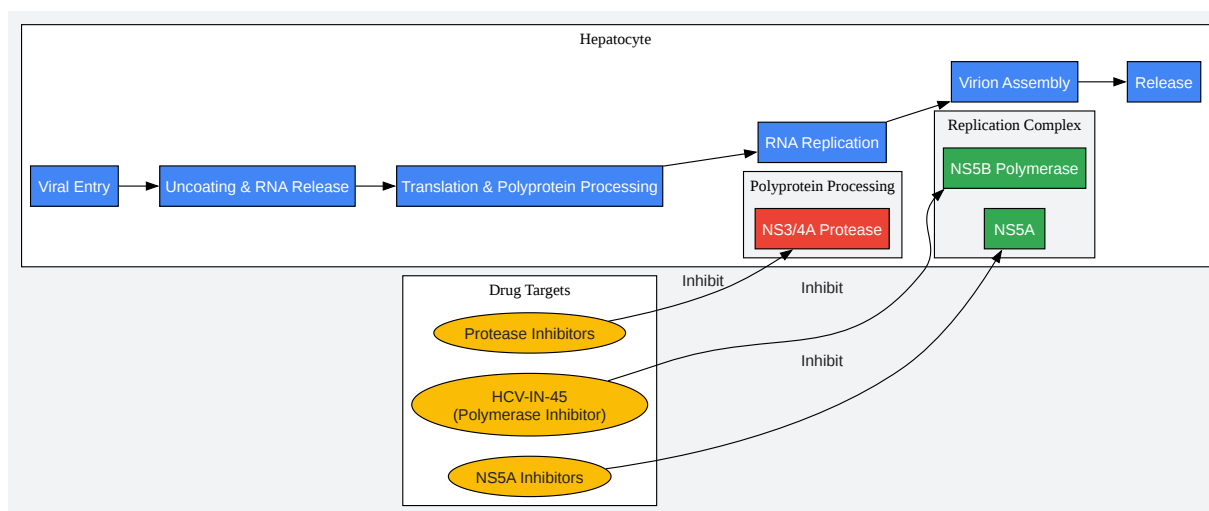 Hepatocyte
Virion Assembly
Release
Replication Complex
RNA Replication
NS5B Polymerase
Viral Entry
Uncoating & RNA Release
Translation & Polyprotein Processing
Polyprotein Processing
NS3/4A Protease
NS5A
Inhibit
Inhibit
Inhibit
Drug Targets
Protease Inhibitors
HCV-IN-45
(Polymerase Inhibitor)
NS5A Inhibitors